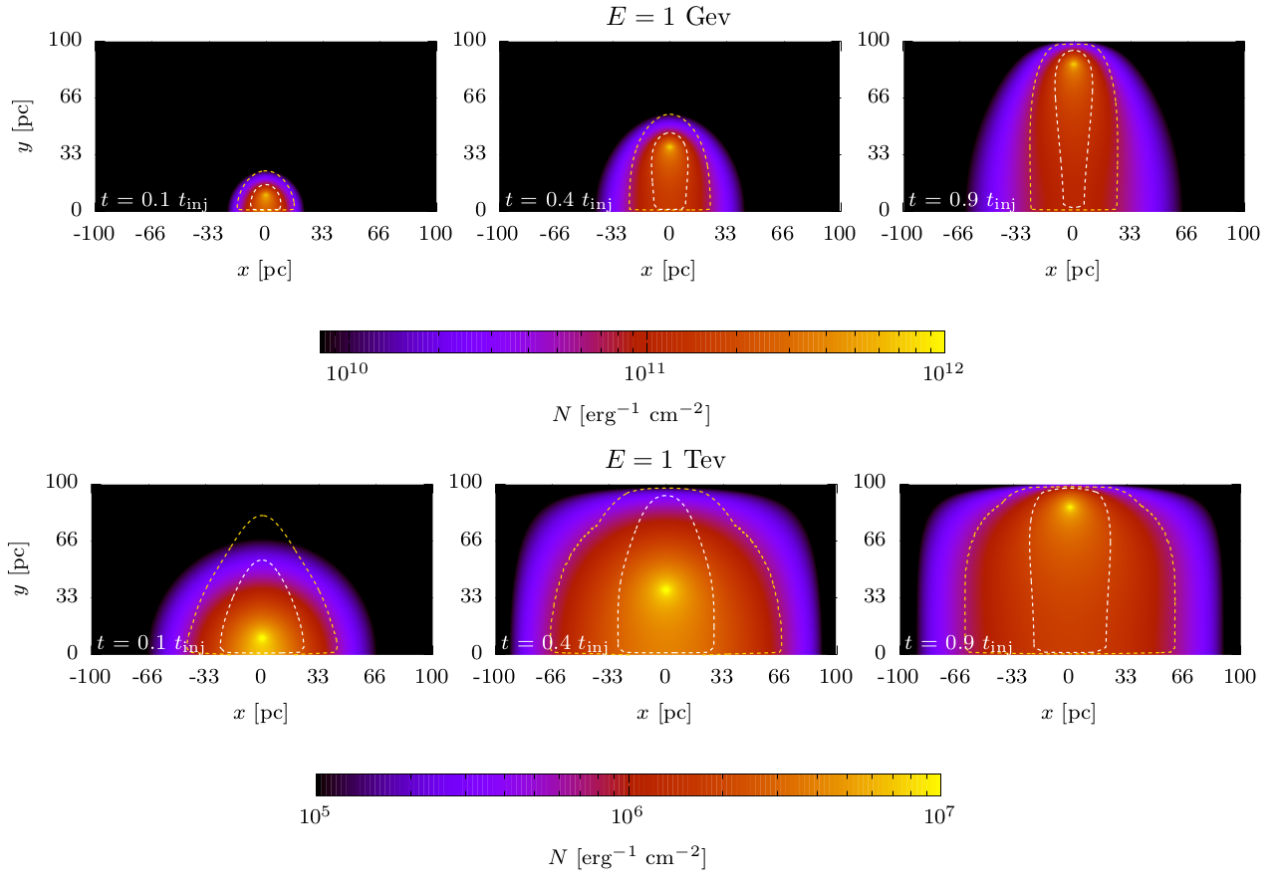 E = 1 Gev
100
66
33
0
y [pc]
t = 0.1 t_inj
-100 -66 -33 0 33 66 100
x [pc]
100
66
33
0
t = 0.4 t_inj
-100 -66 -33 0 33 66 100
x [pc]
100
66
33
0
t = 0.9 t_inj
-100 -66 -33 0 33 66 100
x [pc]
10^10 10^11 10^12
N [erg^−1 cm^−2]
E = 1 Tev
100
66
33
0
y [pc]
t = 0.1 t_inj
-100 -66 -33 0 33 66 100
x [pc]
100
66
33
0
t = 0.4 t_inj
-100 -66 -33 0 33 66 100
x [pc]
100
66
33
0
t = 0.9 t_inj
-100 -66 -33 0 33 66 100
x [pc]
10^5 10^6 10^7
N [erg^−1 cm^−2]